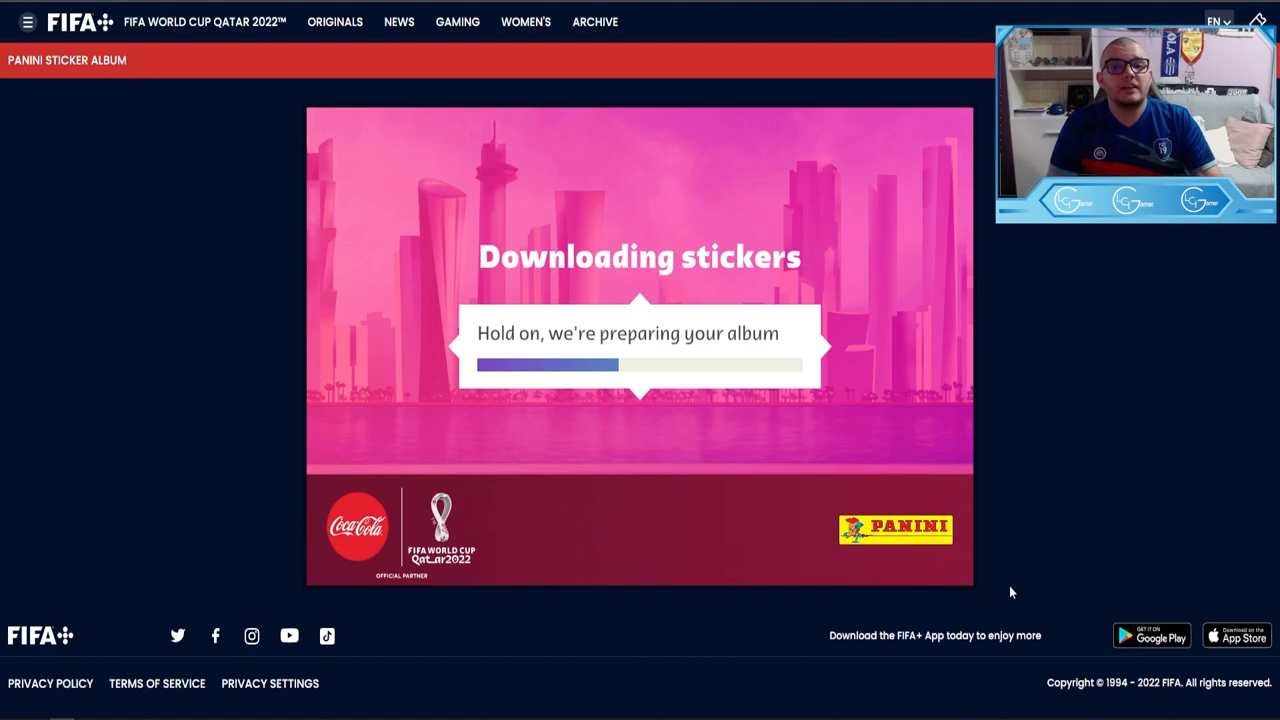 FIFA+ FIFA WORLD CUP QATAR 2022™ ORIGINALS NEWS GAMING WOMEN'S ARCHIVE EN
PANINI STICKER ALBUM
Downloading stickers
Hold on, we're preparing your album
Coca-Cola
FIFA WORLD CUP
Qatar2022
OFFICIAL PARTNER
PANINI
FIFA+
Download the FIFA+ App today to enjoy more
GET IT ON
Google Play
Download on the
App Store
PRIVACY POLICY TERMS OF SERVICE PRIVACY SETTINGS
Copyright © 1994 - 2022 FIFA. All rights reserved.